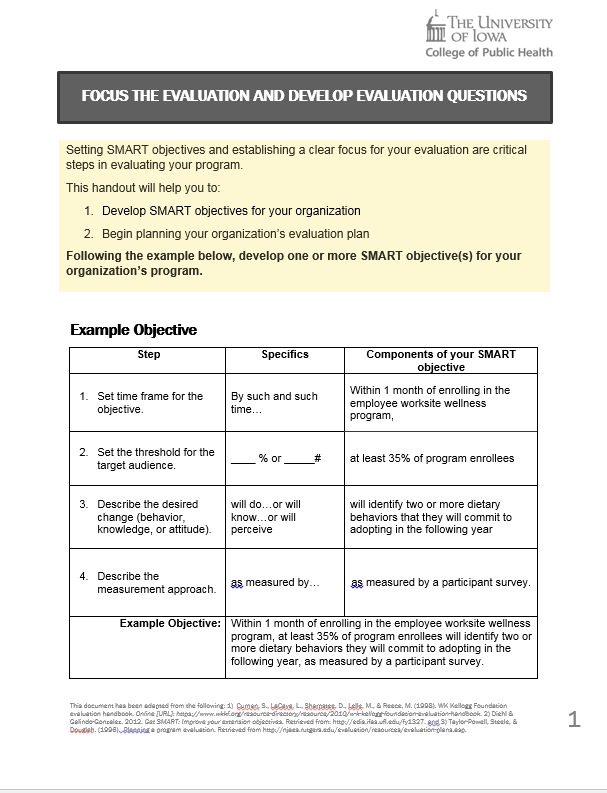 THE UNIVERSITY
OF IOWA
College of Public Health
FOCUS THE EVALUATION AND DEVELOP EVALUATION QUESTIONS
Setting SMART objectives and establishing a clear focus for your evaluation are critical
steps in evaluating your program.
This handout will help you to:
1. Develop SMART objectives for your organization
2. Begin planning your organization's evaluation plan
Following the example below, develop one or more SMART objective(s) for your
organization's program.
Example Objective
Step
Specifics
Components of your SMART
objective
1. Set time frame for the
objective.
By such and such
time…
Within 1 month of enrolling in the
employee worksite wellness
program,
2. Set the threshold for the
target audience.
____ % or _____#
at least 35% of program enrollees
3. Describe the desired
change (behavior,
knowledge, or attitude).
will do…or will
know…or will
perceive
will identify two or more dietary
behaviors that they will commit to
adopting in the following year
4. Describe the
measurement approach.
as measured by…
as measured by a participant survey.
Example Objective:
Within 1 month of enrolling in the employee worksite wellness
program, at least 35% of program enrollees will identify two or
more dietary behaviors they will commit to adopting in the
following year, as measured by a participant survey.
This document has been adapted from the following: 1) Curnan, S., LaCava, L., D., Lelle, M., & Reece, M. (1998). WK Kellogg Foundation
evaluation handbook. Online [URL]: https://www.wkkf.org/resource-directory/resource/2010/w-k-kellogg-foundation-evaluation-handbook. 2) Diehl &
Galindo-Gonzalez. 2012. Get SMART: Improve your extension objectives. Retrieved from: http://edis.ifas.ufl.edu/fy1327. and 3) Taylor-Powell, Steele, &
Douglah. (1996). Planning a program evaluation. Retrieved from http://njaes.rutgers.edu/evaluation/resources/evaluation-plans.asp.
1